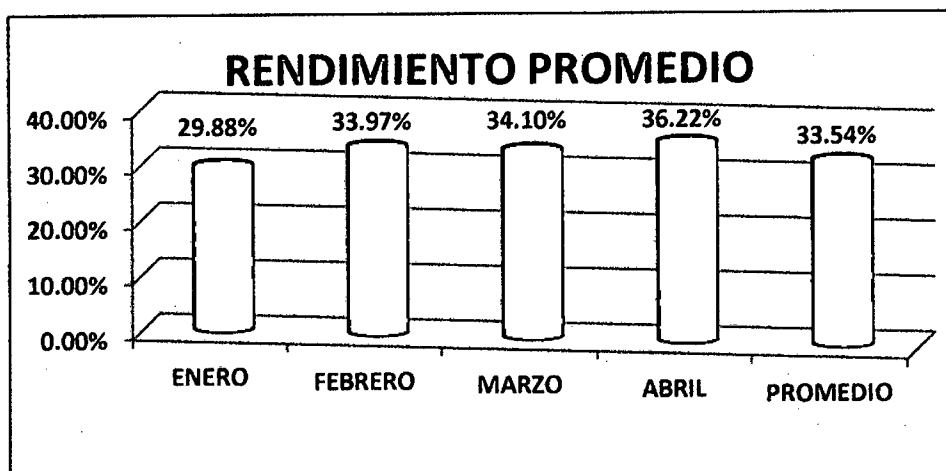 RENDIMIENTO PROMEDIO
40.00%
30.00%
20.00%
10.00%
0.00%
29.88%
33.97%
34.10%
36.22%
33.54%
ENERO
FEBRERO
MARZO
ABRIL
PROMEDIO